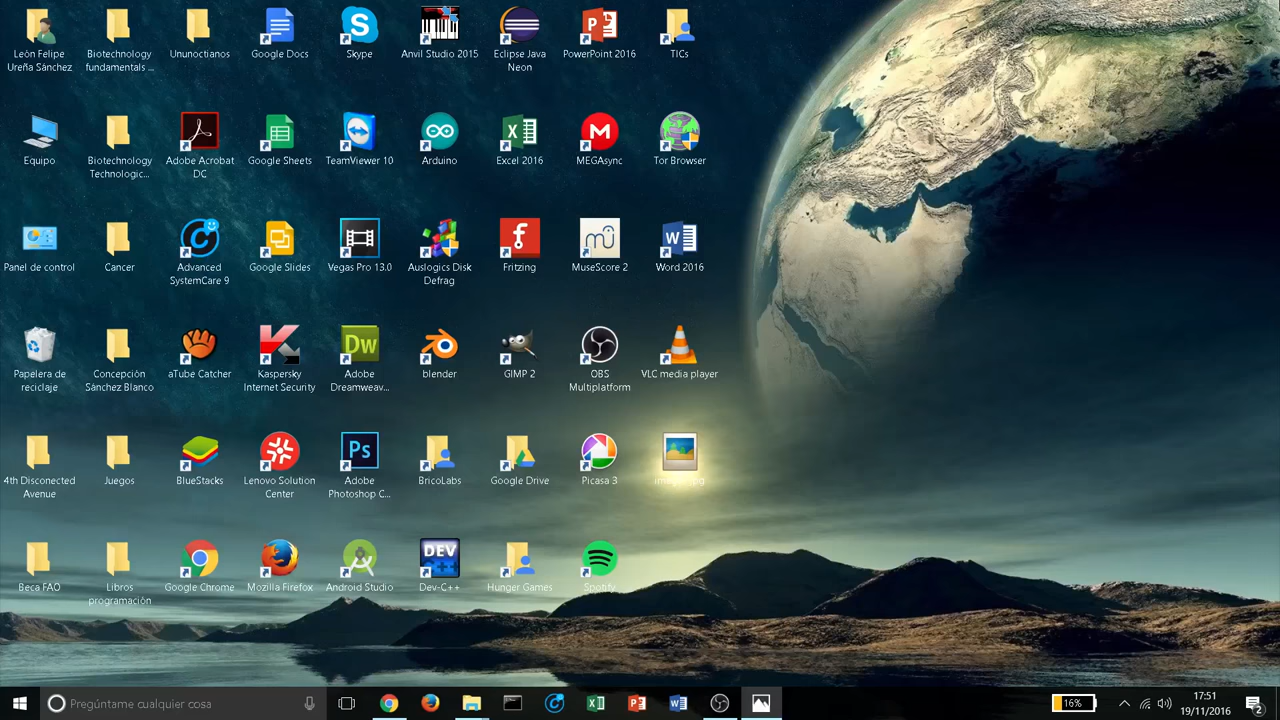 León Felipe
Ureña Sánchez
Biotechnology
fundamentals ...
Ununoctianos
Google Docs
Skype
Anvil Studio 2015
Eclipse Java
Neon
PowerPoint 2016
TICs
Equipo
Biotechnology
Technologic...
Adobe Acrobat
DC
Google Sheets
TeamViewer 10
Arduino
Excel 2016
MEGAsync
Tor Browser
Panel de control
Cancer
Advanced
SystemCare 9
Google Slides
Vegas Pro 13.0
Auslogics Disk
Defrag
Fritzing
MuseScore 2
Word 2016
Papelera de
reciclaje
Concepción
Sánchez Blanco
aTube Catcher
Kaspersky
Internet Security
Dw
Adobe
Dreamweav...
blender
GIMP 2
OBS
Multiplatform
VLC media player
4th Disconected
Avenue
Juegos
BlueStacks
Lenovo Solution
Center
Ps
Adobe
Photoshop C...
BricoLabs
Google Drive
Picasa 3
Beca FAO
Libros
programación
Google Chrome
Mozilla Firefox
Android Studio
DEV
C++
Dev-C++
Hunger Games
Spotify
Pregúntame cualquier cosa
16%
17:51
19/11/2016
2